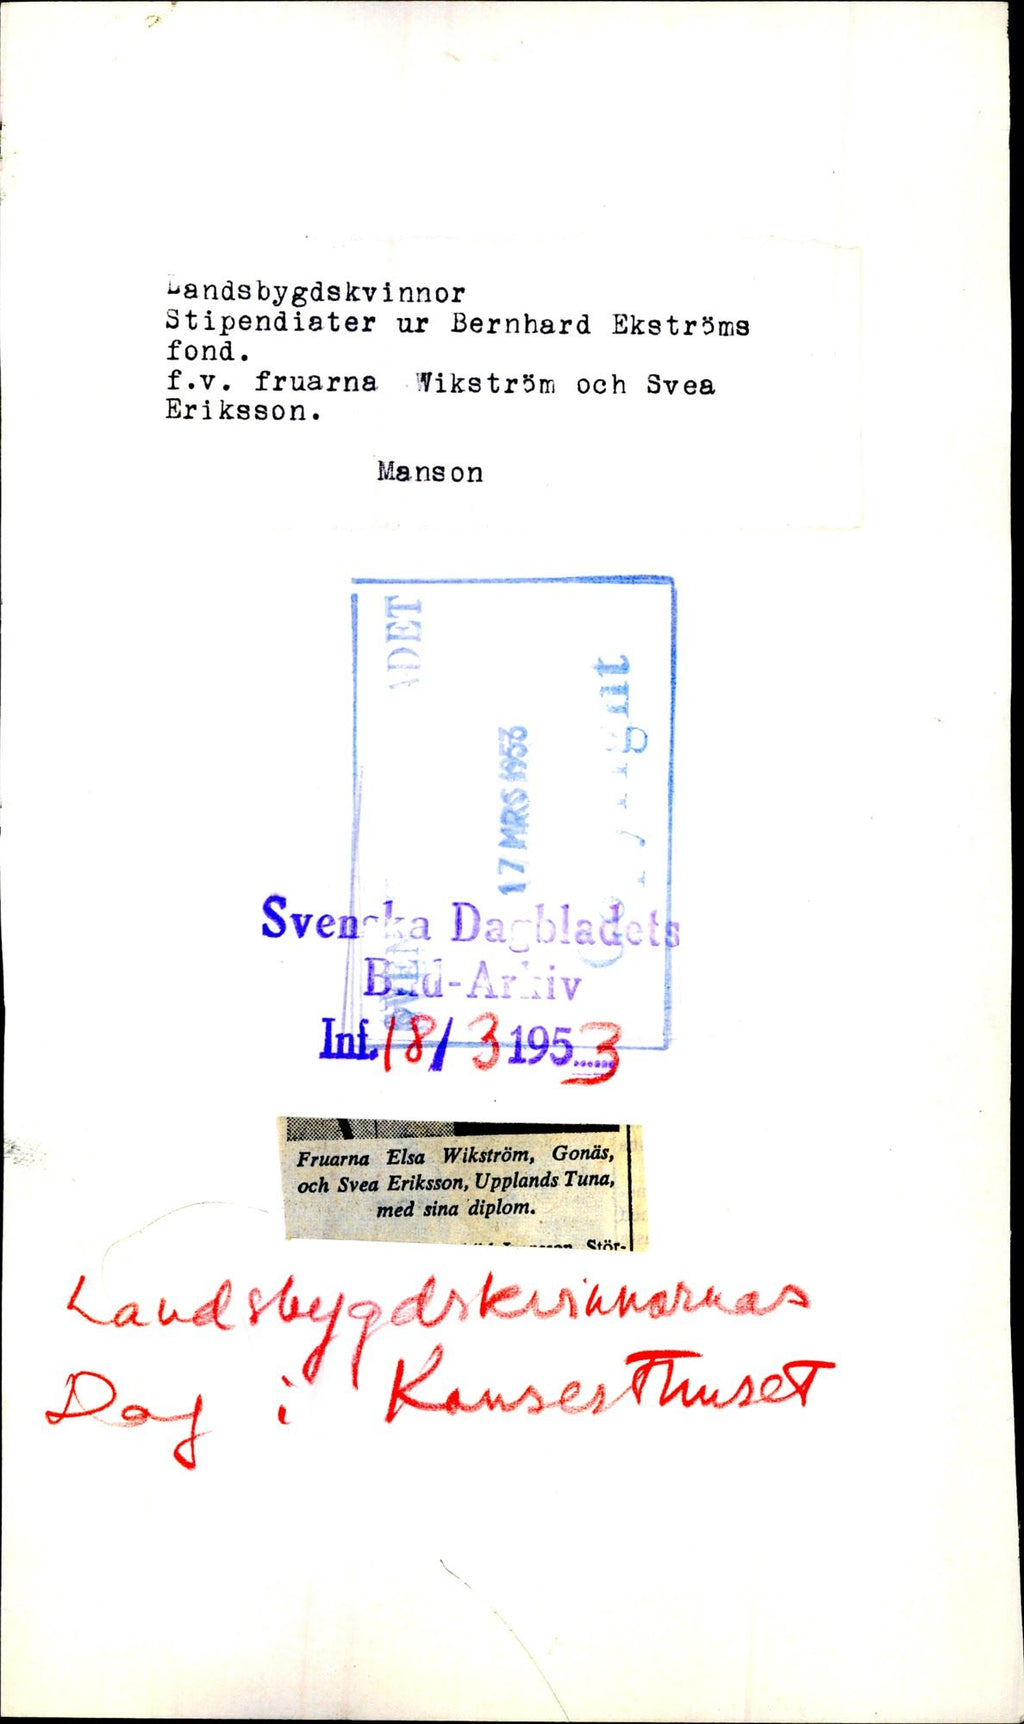 Landsbygdskvinnor
Stipendiater ur Bernhard Ekströms
fond.
f.v. fruarna Wikström och Svea
Eriksson.
Manson
ADET
17 MRS 1953
Svenska Dagbladets
Bild-Arkiv
Inf. 18/3 1953
Fruarna Elsa Wikström, Gonäs,
och Svea Eriksson, Upplands Tuna,
med sina diplom.
Stör-
Landsbygdskvinnornas
Dag i Konserthuset